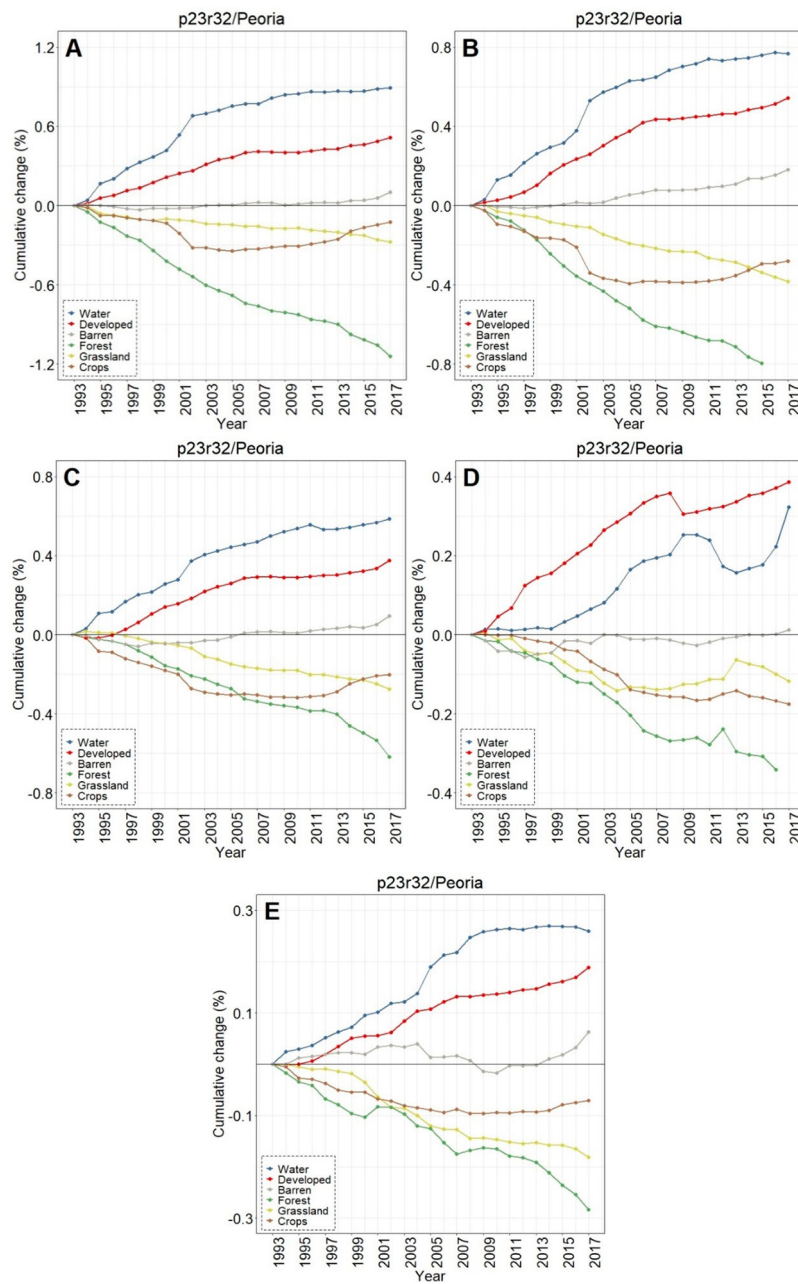 p23r32/Peoria
A
Cumulative change (%)
1.2
0.6
0.0
-0.6
-1.2
Water
Developed
Barren
Forest
Grassland
Crops
1993
1995
1997
1999
2001
2003
2005
2007
2009
2011
2013
2015
2017
Year
p23r32/Peoria
B
Cumulative change (%)
0.8
0.4
0.0
-0.4
-0.8
Water
Developed
Barren
Forest
Grassland
Crops
1993
1995
1997
1999
2001
2003
2005
2007
2009
2011
2013
2015
2017
Year
p23r32/Peoria
C
Cumulative change (%)
0.8
0.4
0.0
-0.4
-0.8
Water
Developed
Barren
Forest
Grassland
Crops
1993
1995
1997
1999
2001
2003
2005
2007
2009
2011
2013
2015
2017
Year
p23r32/Peoria
D
Cumulative change (%)
0.4
0.2
0.0
-0.2
-0.4
Water
Developed
Barren
Forest
Grassland
Crops
1993
1995
1997
1999
2001
2003
2005
2007
2009
2011
2013
2015
2017
Year
p23r32/Peoria
E
Cumulative change (%)
0.3
0.1
-0.1
-0.3
Water
Developed
Barren
Forest
Grassland
Crops
1993
1995
1997
1999
2001
2003
2005
2007
2009
2011
2013
2015
2017
Year